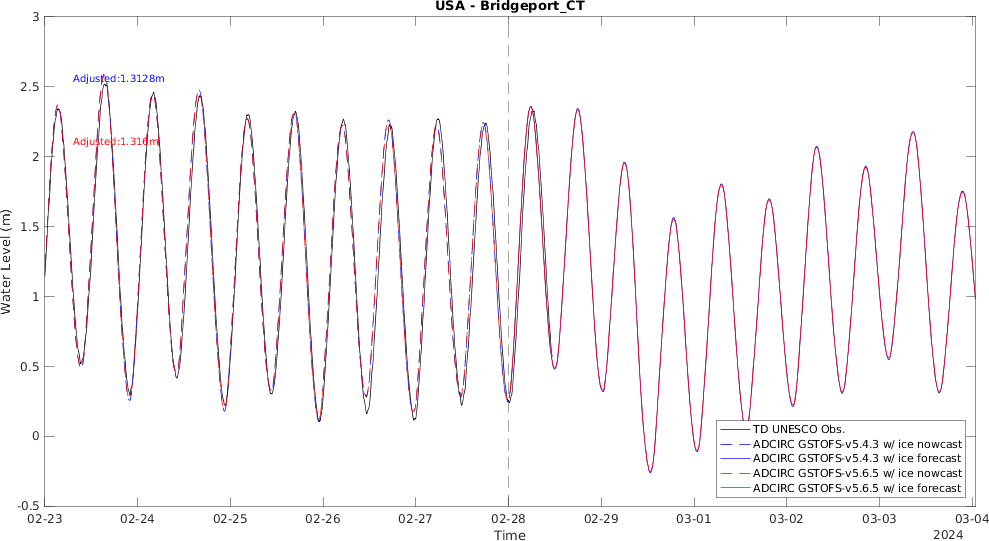 USA - Bridgeport_CT
3
2.5
2
1.5
1
0.5
0
-0.5
Water Level (m)
Adjusted:1.3128m
Adjusted:1.316m
TD UNESCO Obs.
ADCIRC GSTOFS-v5.4.3 w/ ice nowcast
ADCIRC GSTOFS-v5.4.3 w/ ice forecast
ADCIRC GSTOFS-v5.6.5 w/ ice nowcast
ADCIRC GSTOFS-v5.6.5 w/ ice forecast
02-23 02-24 02-25 02-26 02-27 02-28 02-29 03-01 03-02 03-03 03-04
Time
2024